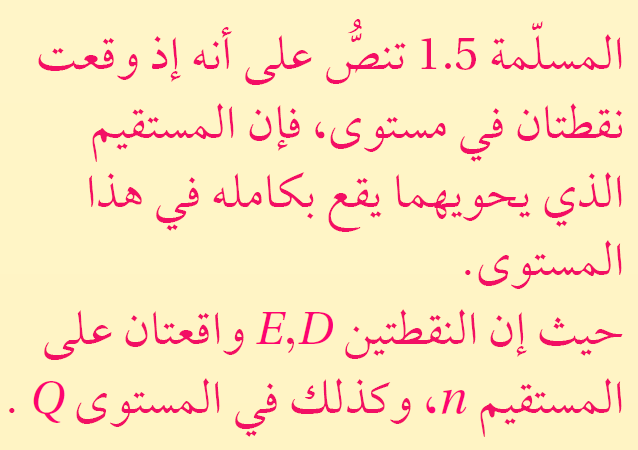 المسلّمة 1.5 تنصُّ على أنه إذ وقعت
نقطتان في مستوى، فإن المستقيم
الذي يحويهما يقع بكامله في هذا
المستوى.
حيث إن النقطتين E,D واقعتان على
المستقيم n، وكذلك في المستوى Q .